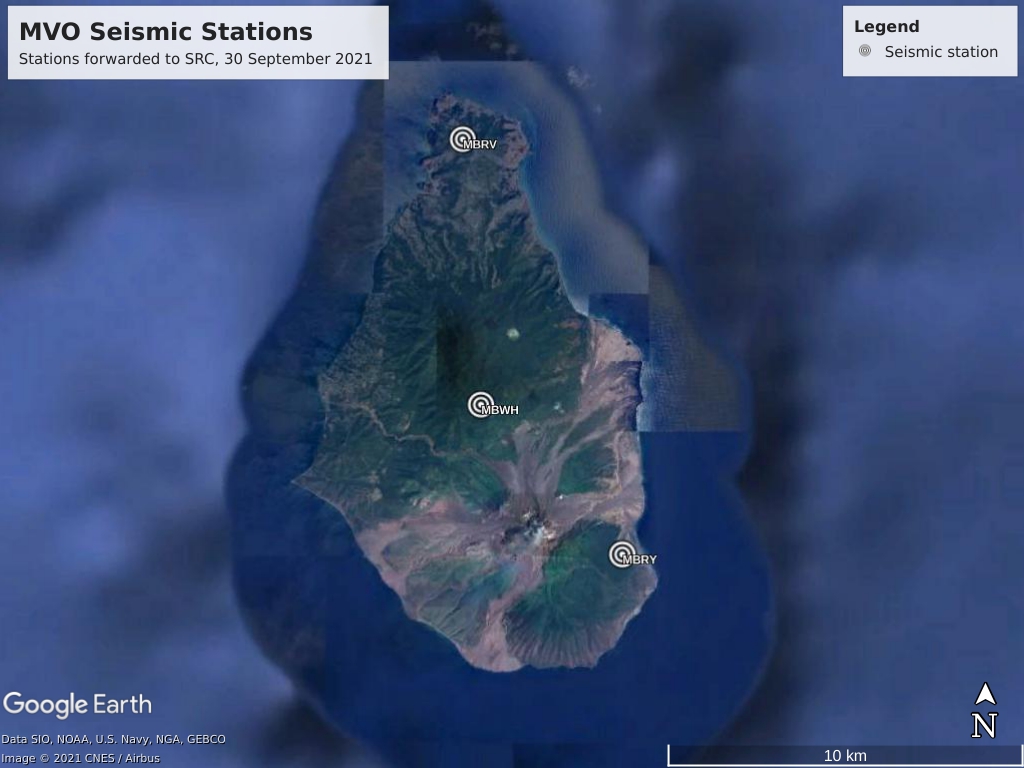 MVO Seismic Stations
Stations forwarded to SRC, 30 September 2021
Legend
Seismic station
MBRV
MBWH
MBRY
Google Earth
Data SIO, NOAA, U.S. Navy, NGA, GEBCO
Image © 2021 CNES / Airbus
N
10 km